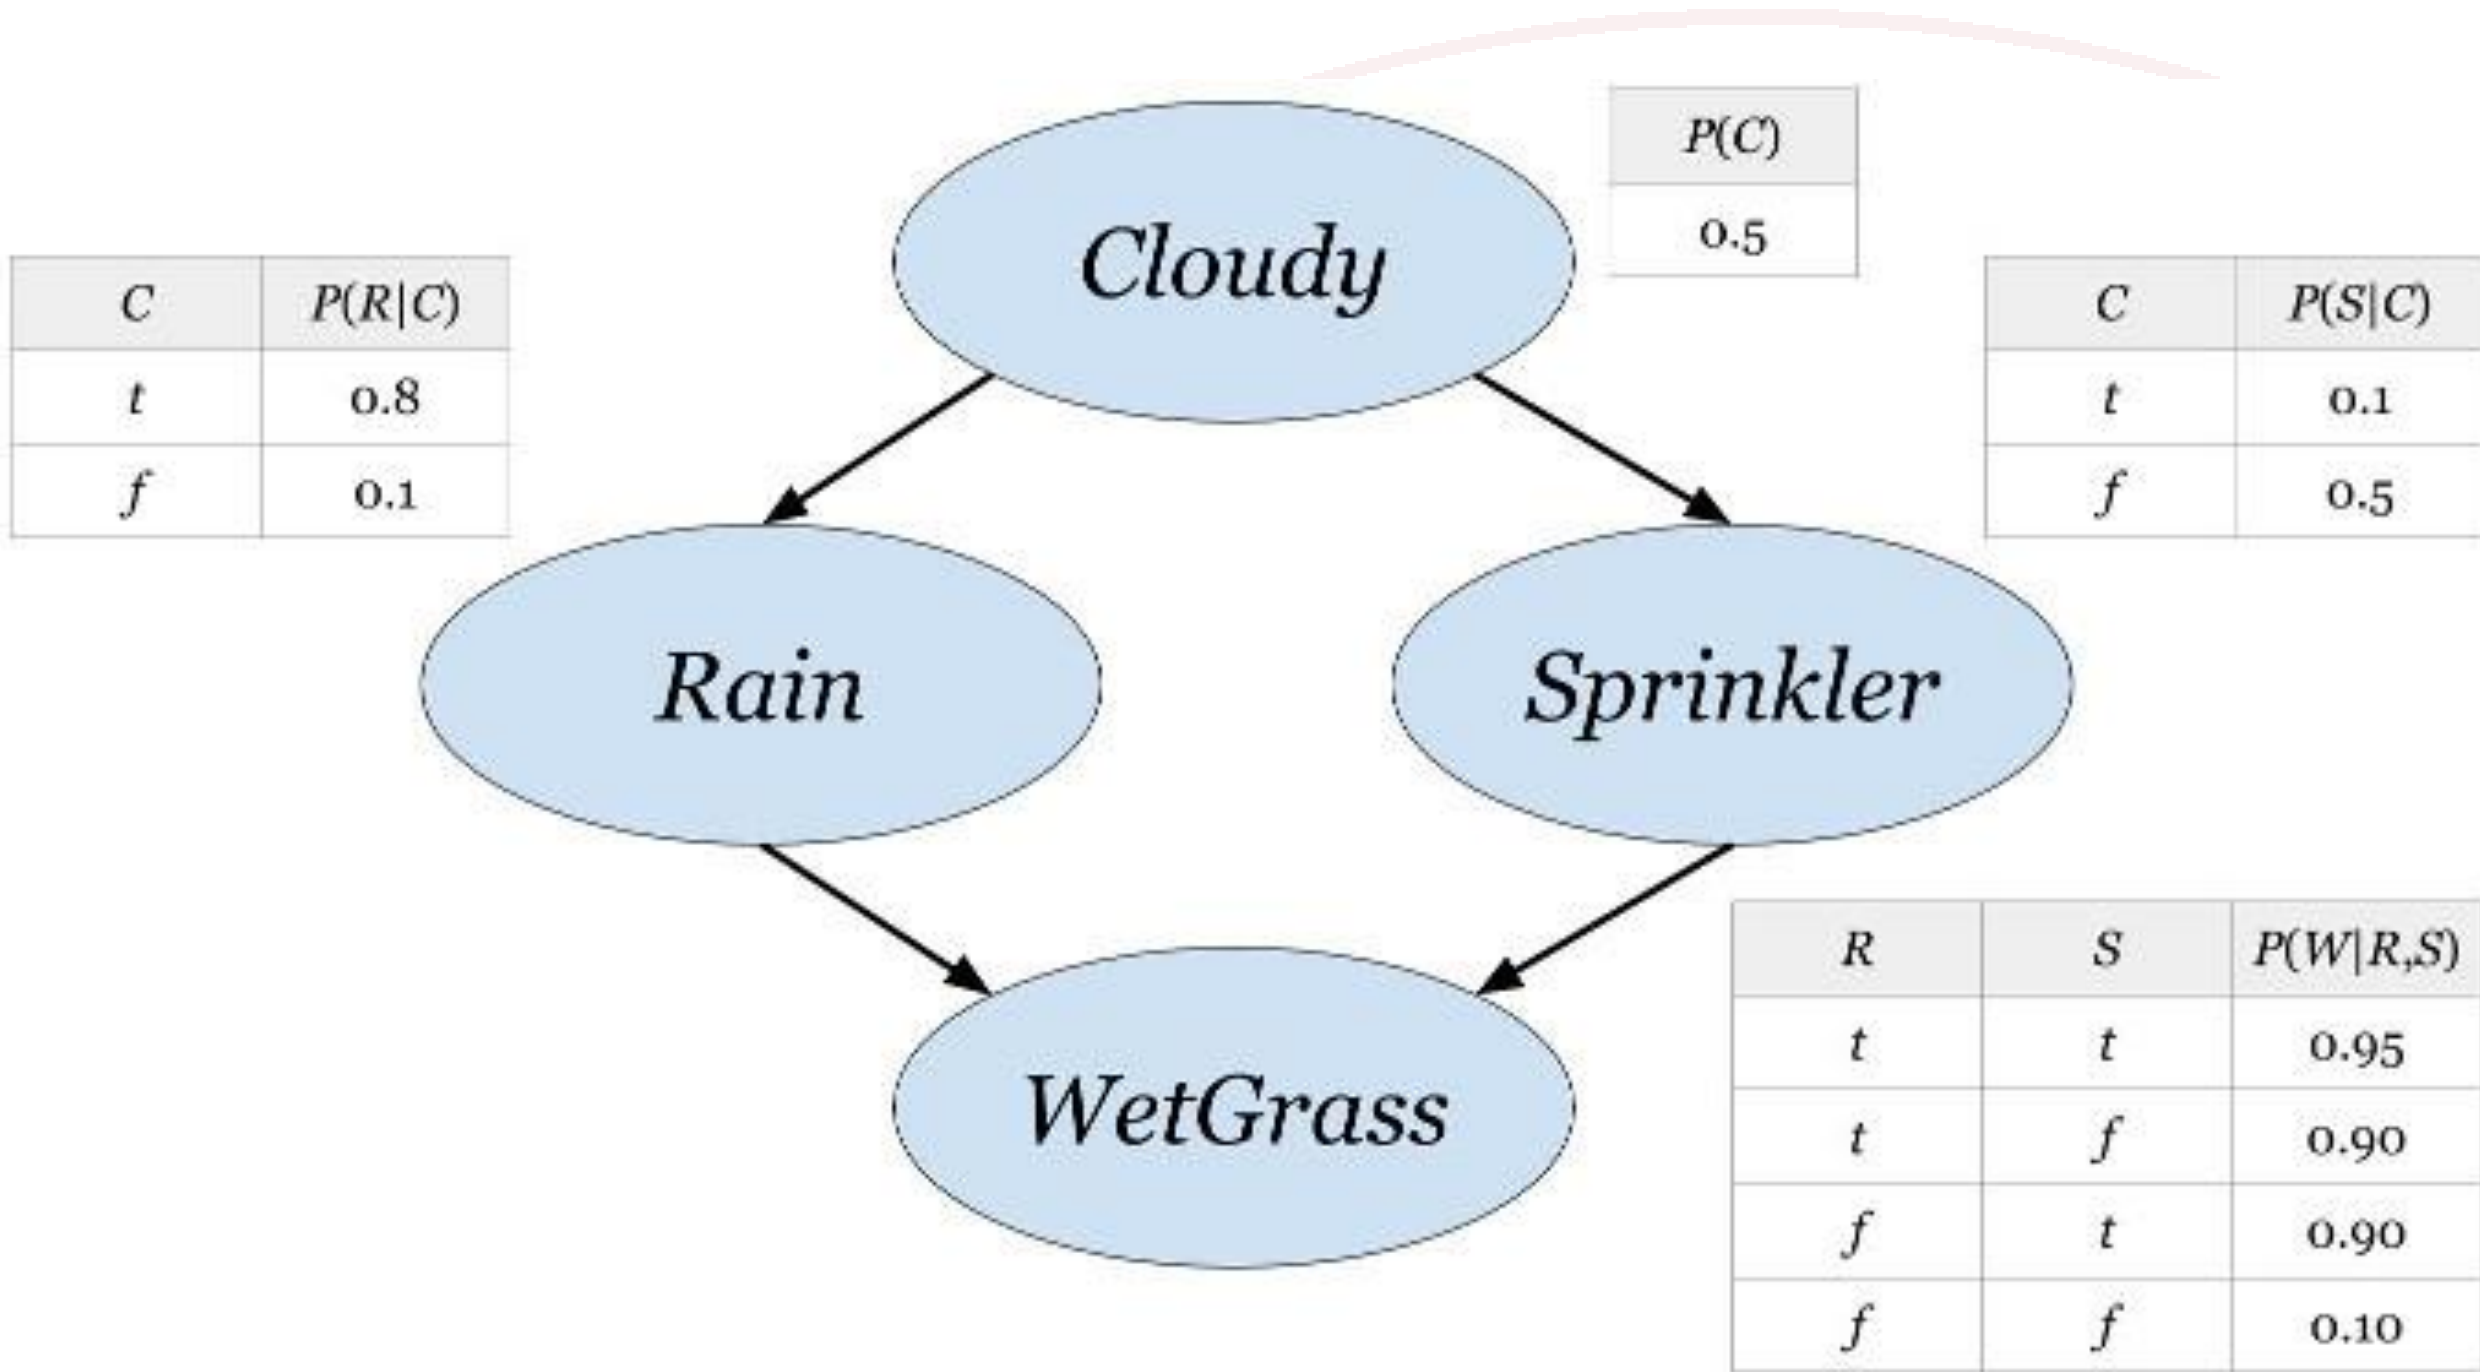 P(C)
0.5
Cloudy
C P(R|C)
t 0.8
f 0.1
C P(S|C)
t 0.1
f 0.5
Rain
Sprinkler
WetGrass
R S P(W|R,S)
t t 0.95
t f 0.90
f t 0.90
f f 0.10